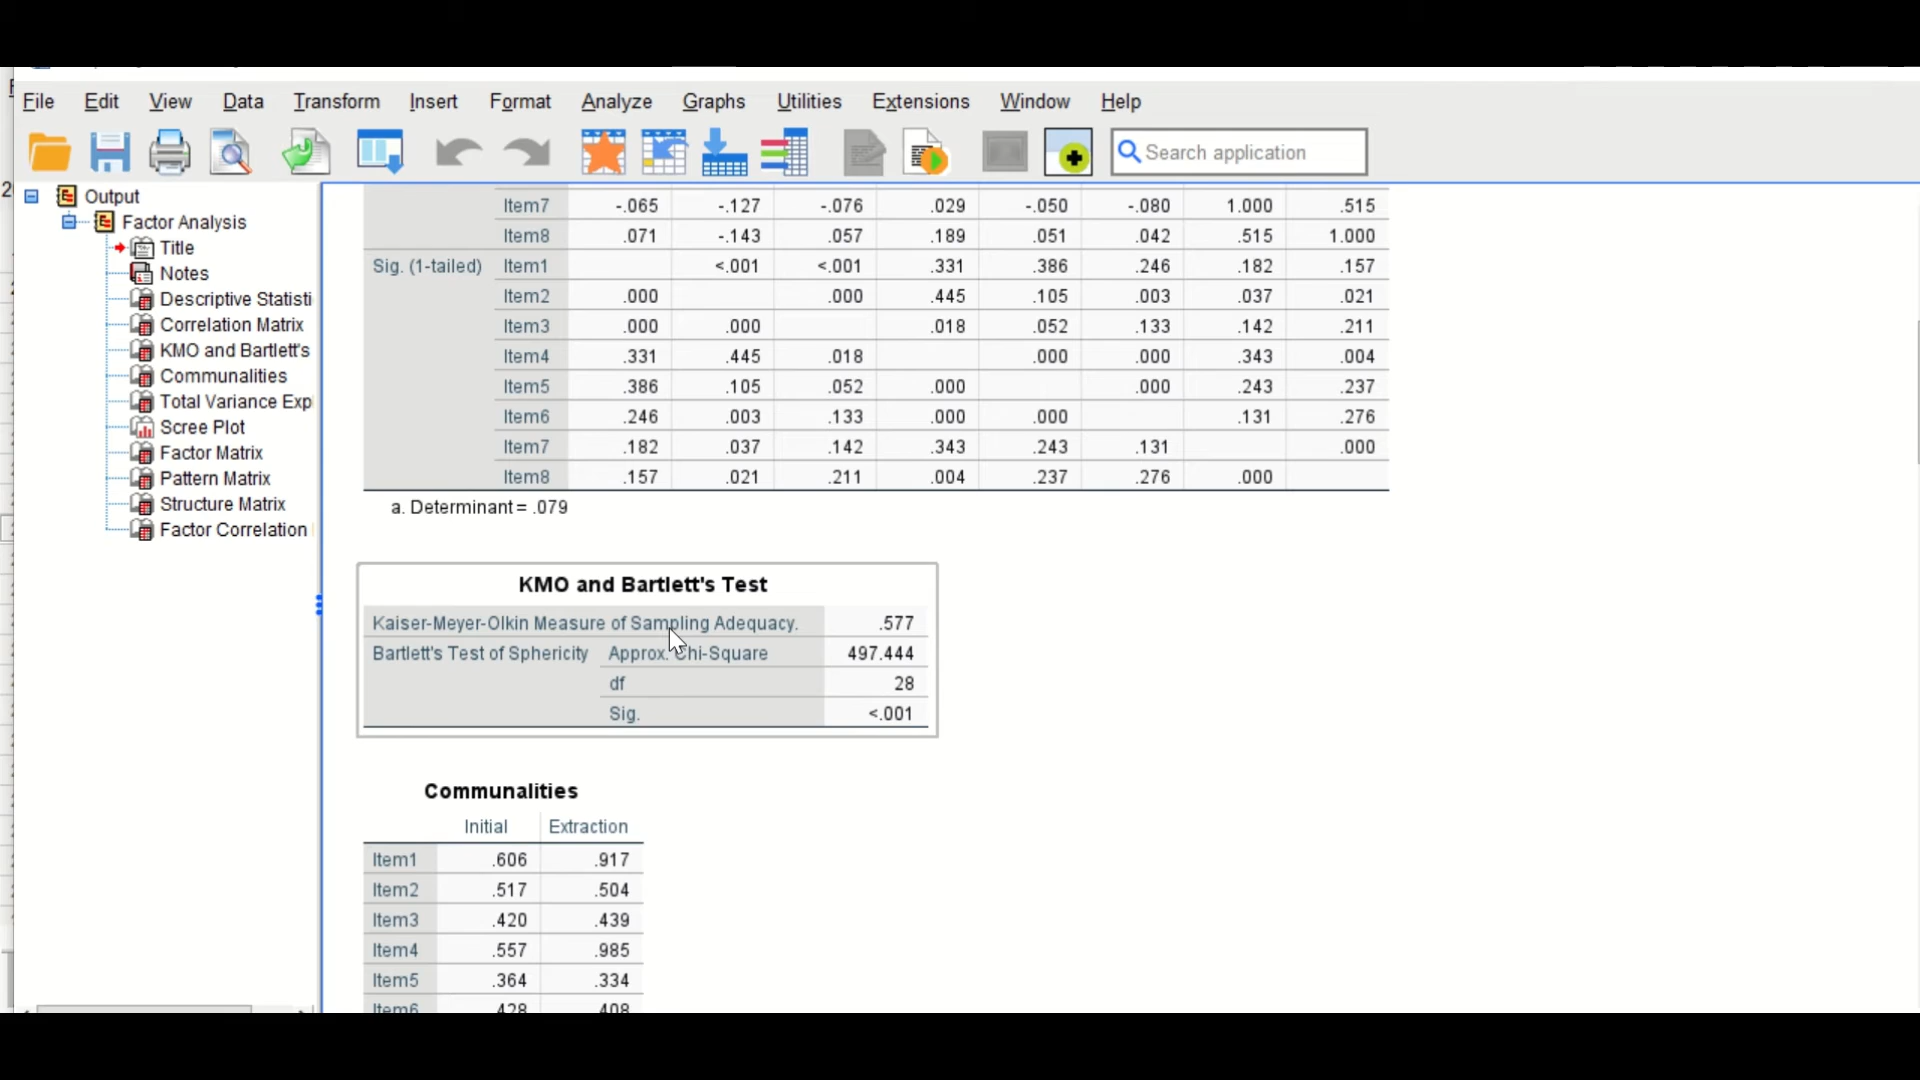 File Edit View Data Transform Insert Format Analyze Graphs Utilities Extensions Window Help
Search application
Output
Factor Analysis
Title
Notes
Descriptive Statisti
Correlation Matrix
KMO and Bartlett's
Communalities
Total Variance Exp
Scree Plot
Factor Matrix
Pattern Matrix
Structure Matrix
Factor Correlation
Item7 -.065 -.127 -.076 .029 -.050 -.080 1.000 .515
Item8 .071 -.143 .057 .189 .051 .042 .515 1.000
Sig. (1-tailed) Item1 <.001 <.001 .331 .386 .246 .182 .157
Item2 .000 .000 .445 .105 .003 .037 .021
Item3 .000 .000 .018 .052 .133 .142 .211
Item4 .331 .445 .018 .000 .000 .343 .004
Item5 .386 .105 .052 .000 .000 .243 .237
Item6 .246 .003 .133 .000 .000 .131 .276
Item7 .182 .037 .142 .343 .243 .131 .000
Item8 .157 .021 .211 .004 .237 .276 .000
a. Determinant = .079
KMO and Bartlett's Test
Kaiser-Meyer-Olkin Measure of Sampling Adequacy. .577
Bartlett's Test of Sphericity Approx. Chi-Square 497.444
df 28
Sig. <.001
Communalities
Initial Extraction
Item1 .606 .917
Item2 .517 .504
Item3 .420 .439
Item4 .557 .985
Item5 .364 .334
Item6 .428 .408